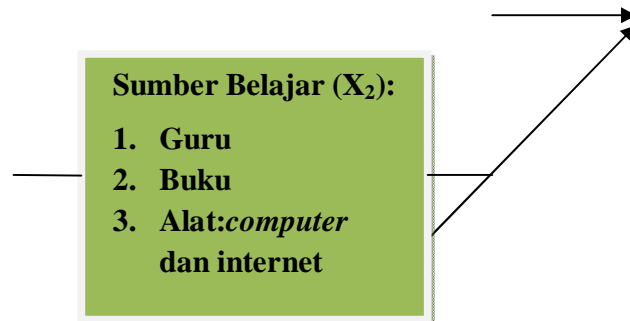 Sumber Belajar (X₂):
1. Guru
2. Buku
3. Alat:computer
dan internet